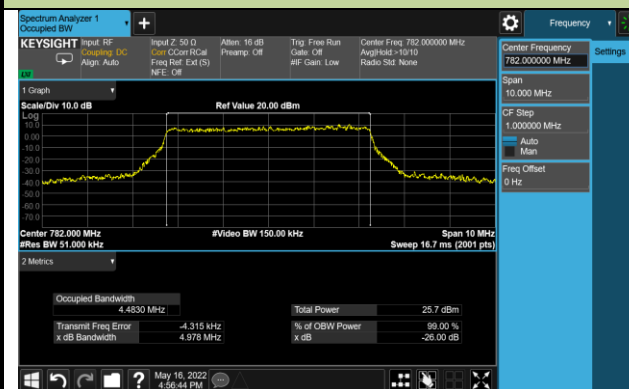 Spectrum Analyzer 1
Occupied BW
+
Frequency
KEYSIGHT
Input: RF
Coupling: DC
Align: Auto
Input Z: 50 Ω
Corr CCorr RCal
Freq Ref: Ext (S)
NFE: Off
Atten: 16 dB
Preamp: Off
Trig: Free Run
Gate: Off
#IF Gain: Low
Center Freq: 782.000000 MHz
Avg|Hold:>10/10
Radio Std: None
Center Frequency
782.000000 MHz
Settings
Span
10.000 MHz
CF Step
1.000000 MHz
Auto
Man
Freq Offset
0 Hz
1 Graph
Scale/Div 10.0 dB
Ref Value 20.00 dBm
Log
10.0
0.00
-10.0
-20.0
-30.0
-40.0
-50.0
-60.0
-70.0
Center 782.000 MHz
#Video BW 150.00 kHz
Span 10 MHz
#Res BW 51.000 kHz
Sweep 16.7 ms (2001 pts)
2 Metrics
Occupied Bandwidth
4.4830 MHz
Total Power
25.7 dBm
Transmit Freq Error
-4.315 kHz
% of OBW Power
99.00 %
x dB Bandwidth
4.978 MHz
x dB
-26.00 dB
?
May 16, 2022
4:56:44 PM